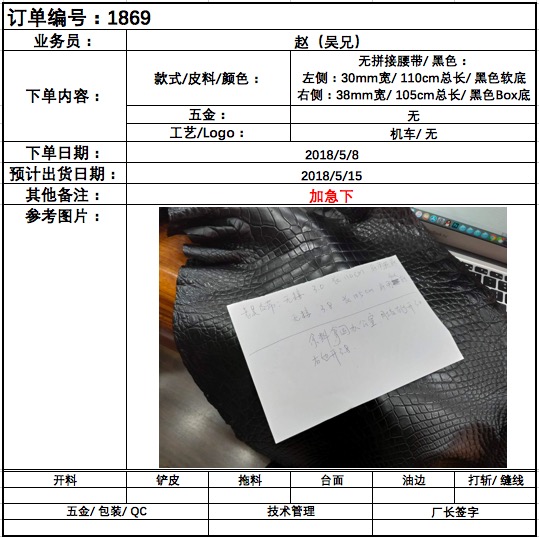 订单编号：1869
业务员： 赵（吴兄）
下单内容： 款式/皮料/颜色： 无拼接腰带/ 黑色：
左侧：30mm宽/ 110cm总长/ 黑色软底
右侧：38mm宽/ 105cm总长/ 黑色Box底
五金： 无
工艺/Logo： 机车/ 无
下单日期： 2018/5/8
预计出货日期： 2018/5/15
其他备注： 加急下
参考图片：
开料 铲皮 拖料 台面 油边 打斩/ 缝线
五金/ 包装/ QC 技术管理 厂长签字